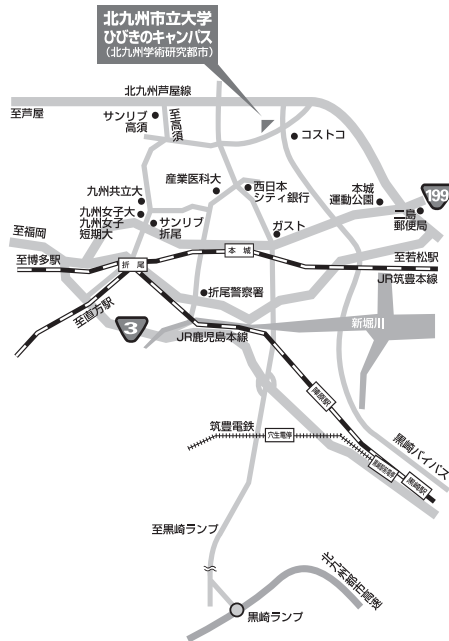 北九州市立大学
ひびきのキャンパス
（北九州学術研究都市）
北九州芦屋線
至芦屋
サンリブ
高須
至高須
コストコ
産業医科大
西日本
シティ銀行
本城
運動公園
199
二島
郵便局
九州共立大
九州女子大
九州女子
短期大
サンリブ
折尾
ガスト
至福岡
至博多駅
折尾
本城
至若松駅
JR筑豊本線
折尾警察署
至直方駅
3
JR鹿児島本線
新堀川
陣原駅
筑豊電鉄
穴生電停
黒崎バイパス
黒崎駅
至黒崎ランプ
北九州都市高速
黒崎ランプ